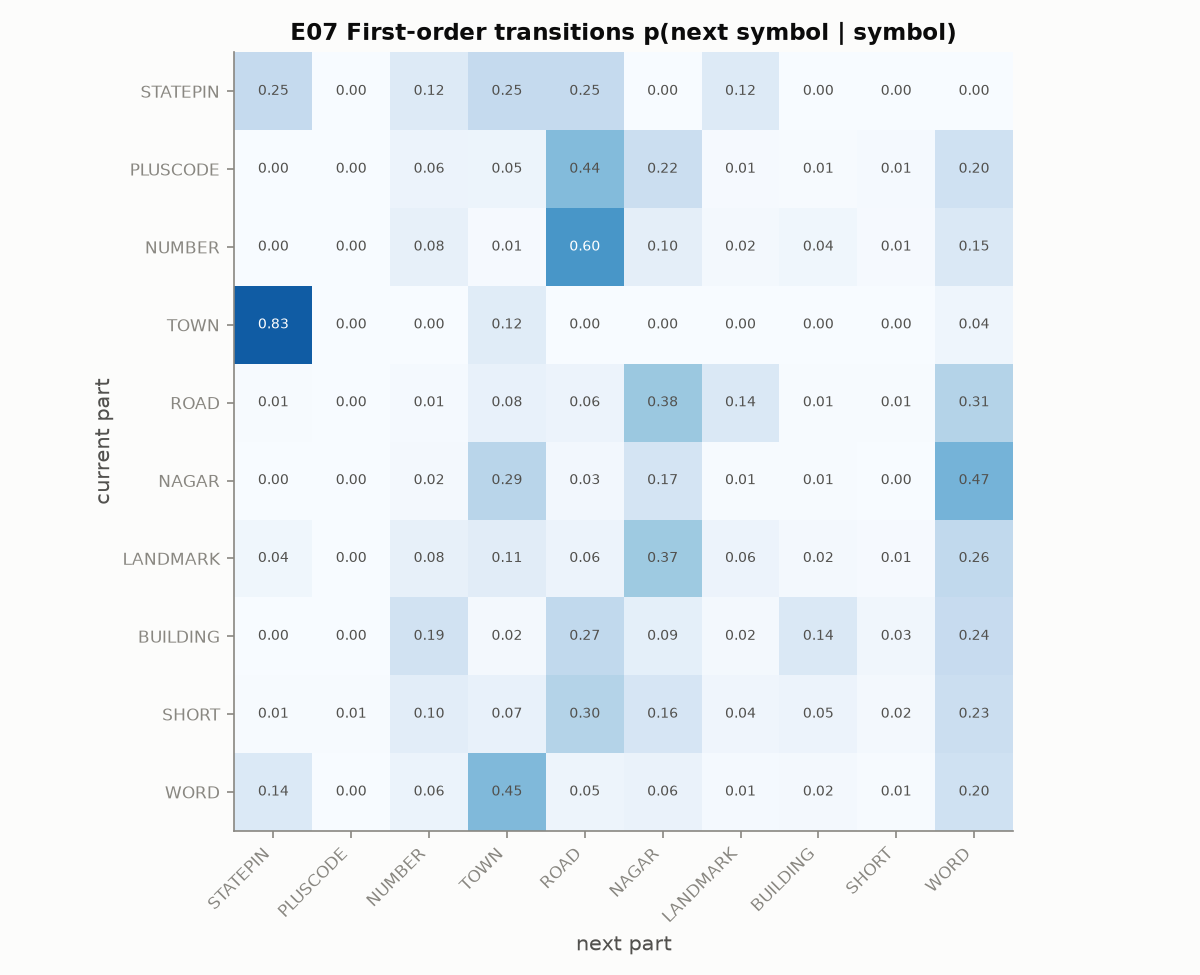 E07 First-order transitions p(next symbol | symbol)
STATEPIN 0.25 0.00 0.12 0.25 0.25 0.00 0.12 0.00 0.00 0.00
PLUSCODE 0.00 0.00 0.06 0.05 0.44 0.22 0.01 0.01 0.01 0.20
NUMBER 0.00 0.00 0.08 0.01 0.60 0.10 0.02 0.04 0.01 0.15
TOWN 0.83 0.00 0.00 0.12 0.00 0.00 0.00 0.00 0.00 0.04
ROAD 0.01 0.00 0.01 0.08 0.06 0.38 0.14 0.01 0.01 0.31
NAGAR 0.00 0.00 0.02 0.29 0.03 0.17 0.01 0.01 0.00 0.47
LANDMARK 0.04 0.00 0.08 0.11 0.06 0.37 0.06 0.02 0.01 0.26
BUILDING 0.00 0.00 0.19 0.02 0.27 0.09 0.02 0.14 0.03 0.24
SHORT 0.01 0.01 0.10 0.07 0.30 0.16 0.04 0.05 0.02 0.23
WORD 0.14 0.00 0.06 0.45 0.05 0.06 0.01 0.02 0.01 0.20
current part
STATEPIN PLUSCODE NUMBER TOWN ROAD NAGAR LANDMARK BUILDING SHORT WORD
next part